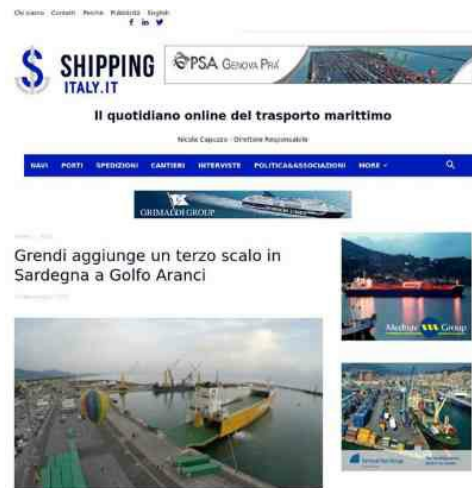 Chi siamo Contatti Perché Pubblicità English
SHIPPING
ITALY.IT
PSA GENOVA PRA'
Il quotidiano online del trasporto marittimo
Nicola Capuzzo - Direttore Responsabile
NAVI PORTI SPEDIZIONI CANTIERI INTERVISTE POLITICA&ASSOCIAZIONI MORE
GRIMALDI GROUP
Grendi aggiunge un terzo scalo in
Sardegna a Golfo Aranci
Medtug Group